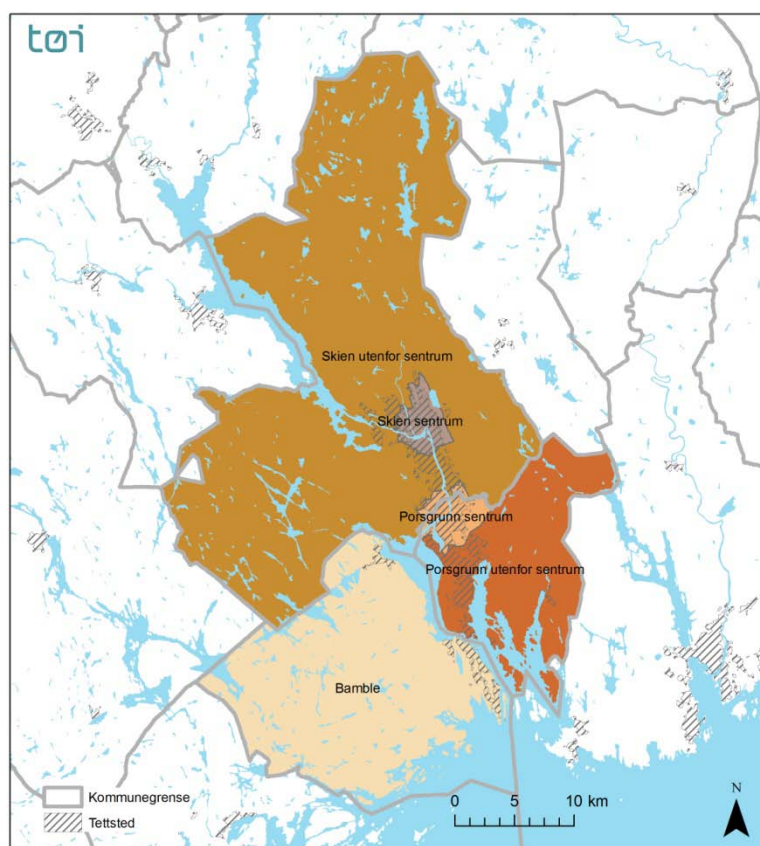 tøi
Skien utenfor sentrum
Skien sentrum
Porsgrunn sentrum
Porsgrunn utenfor sentrum
Bamble
Kommunegrense
Tettsted
0 5 10 km
N